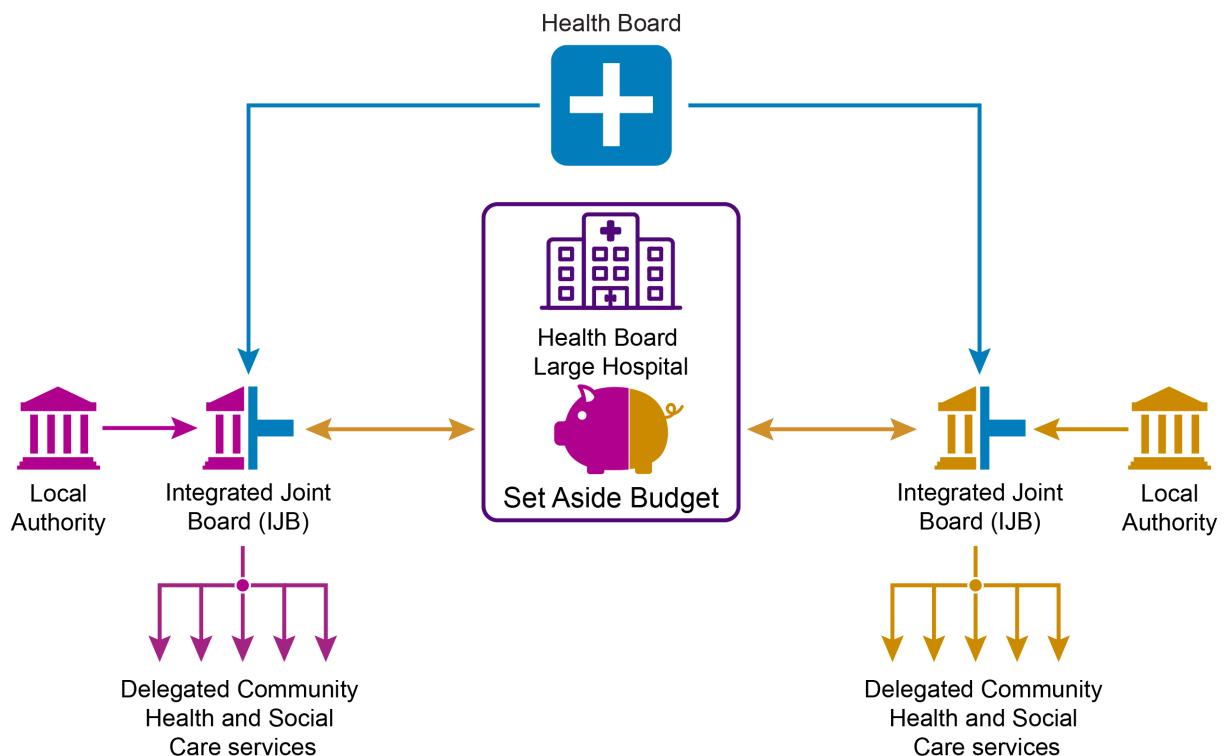 Health Board
Health Board
Large Hospital
Set Aside Budget
Local
Authority
Integrated Joint
Board (IJB)
Integrated Joint
Board (IJB)
Local
Authority
Delegated Community
Health and Social
Care services
Delegated Community
Health and Social
Care services